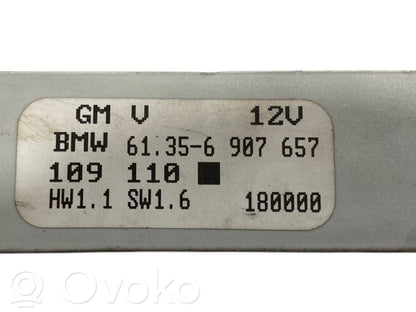 GM V 12V
BMW 61.35-6 907 657
109 110
HW1.1 SW1.6 180000
© Ovoko